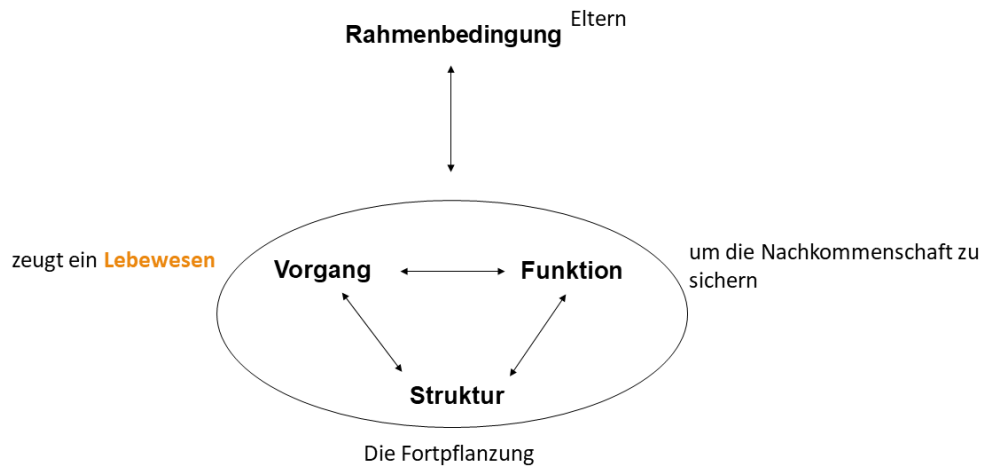 Eltern
Rahmenbedingung
zeugt ein Lebewesen
Vorgang
Funktion
um die Nachkommenschaft zu
sichern
Struktur
Die Fortpflanzung